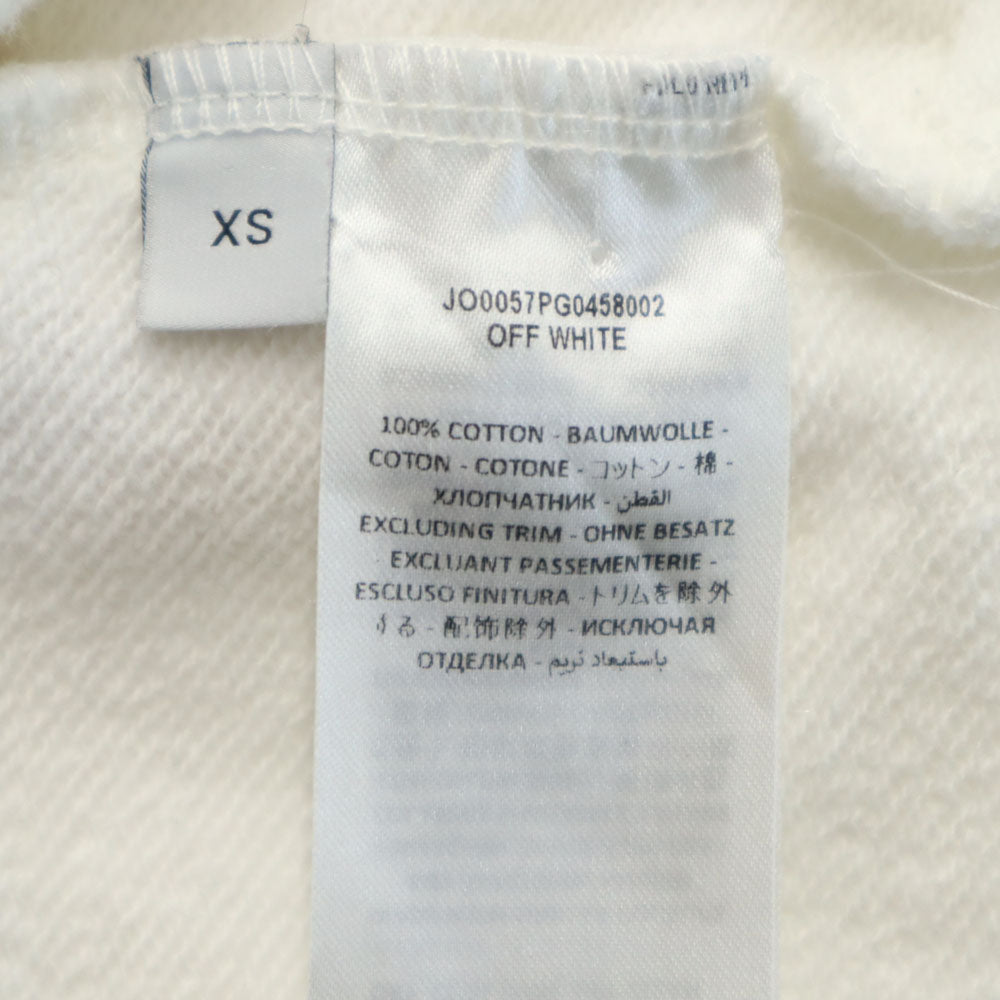 XS
JO0057PG0458002
OFF WHITE
100% COTTON - BAUMWOLLE -
COTON - COTONE - コットン - 棉 -
ХЛОПЧАТНИК - القطن
EXCLUDING TRIM - OHNE BESATZ
EXCLUANT PASSEMENTERIE -
ESCLUSO FINITURA - トリムを除外
する - 配饰除外 - ИСКЛЮЧАЯ
ОТДЕЛКА - باستبعاد تريم